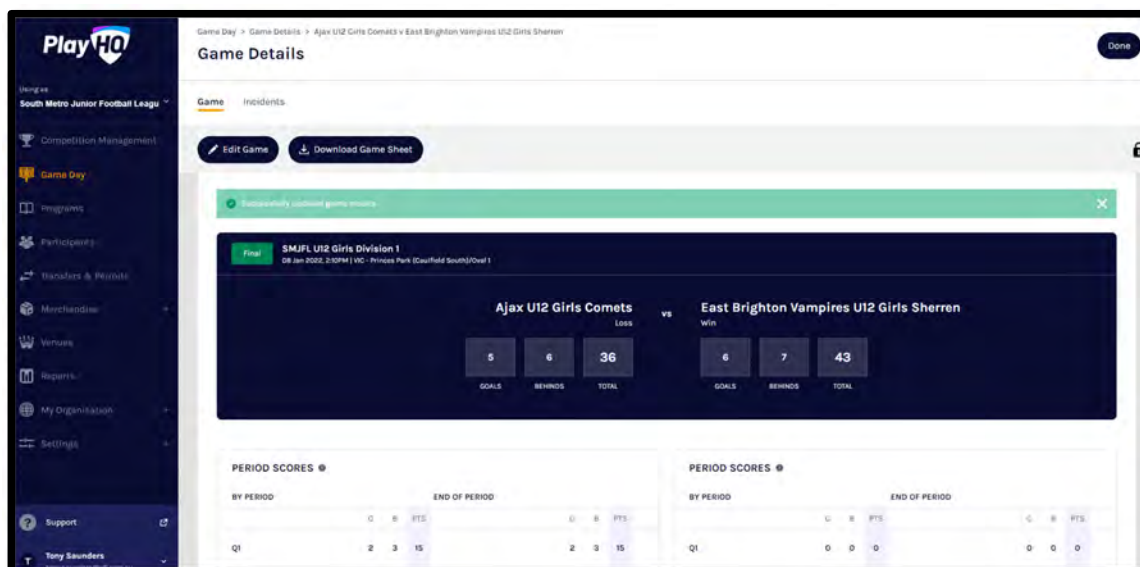 PlayHQ
Using as
South Metro Junior Football Leagu
Competition Management
Game Day
Programs
Participants
Transfers & Permits
Merchandise +
Venues
Reports
My Organisation +
Settings +
Support
T Tony Saunders
Game Day > Game Details > Ajax U12 Girls Comets v East Brighton Vampires U12 Girls Sherren
Game Details
Done
Game Incidents
Edit Game Download Game Sheet
Successfully updated game results
Final
SMJFL U12 Girls Division 1
08 Jan 2022, 2:10PM | VIC - Princes Park (Caulfield South)/Oval 1
Ajax U12 Girls Comets vs East Brighton Vampires U12 Girls Sherren
Loss Win
5 6 36 6 7 43
GOALS BEHINDS TOTAL GOALS BEHINDS TOTAL
PERIOD SCORES PERIOD SCORES
BY PERIOD END OF PERIOD BY PERIOD END OF PERIOD
G B PTS G B PTS G B PTS G B PTS
Q1 2 3 15 2 3 15 Q1 0 0 0 0 0 0